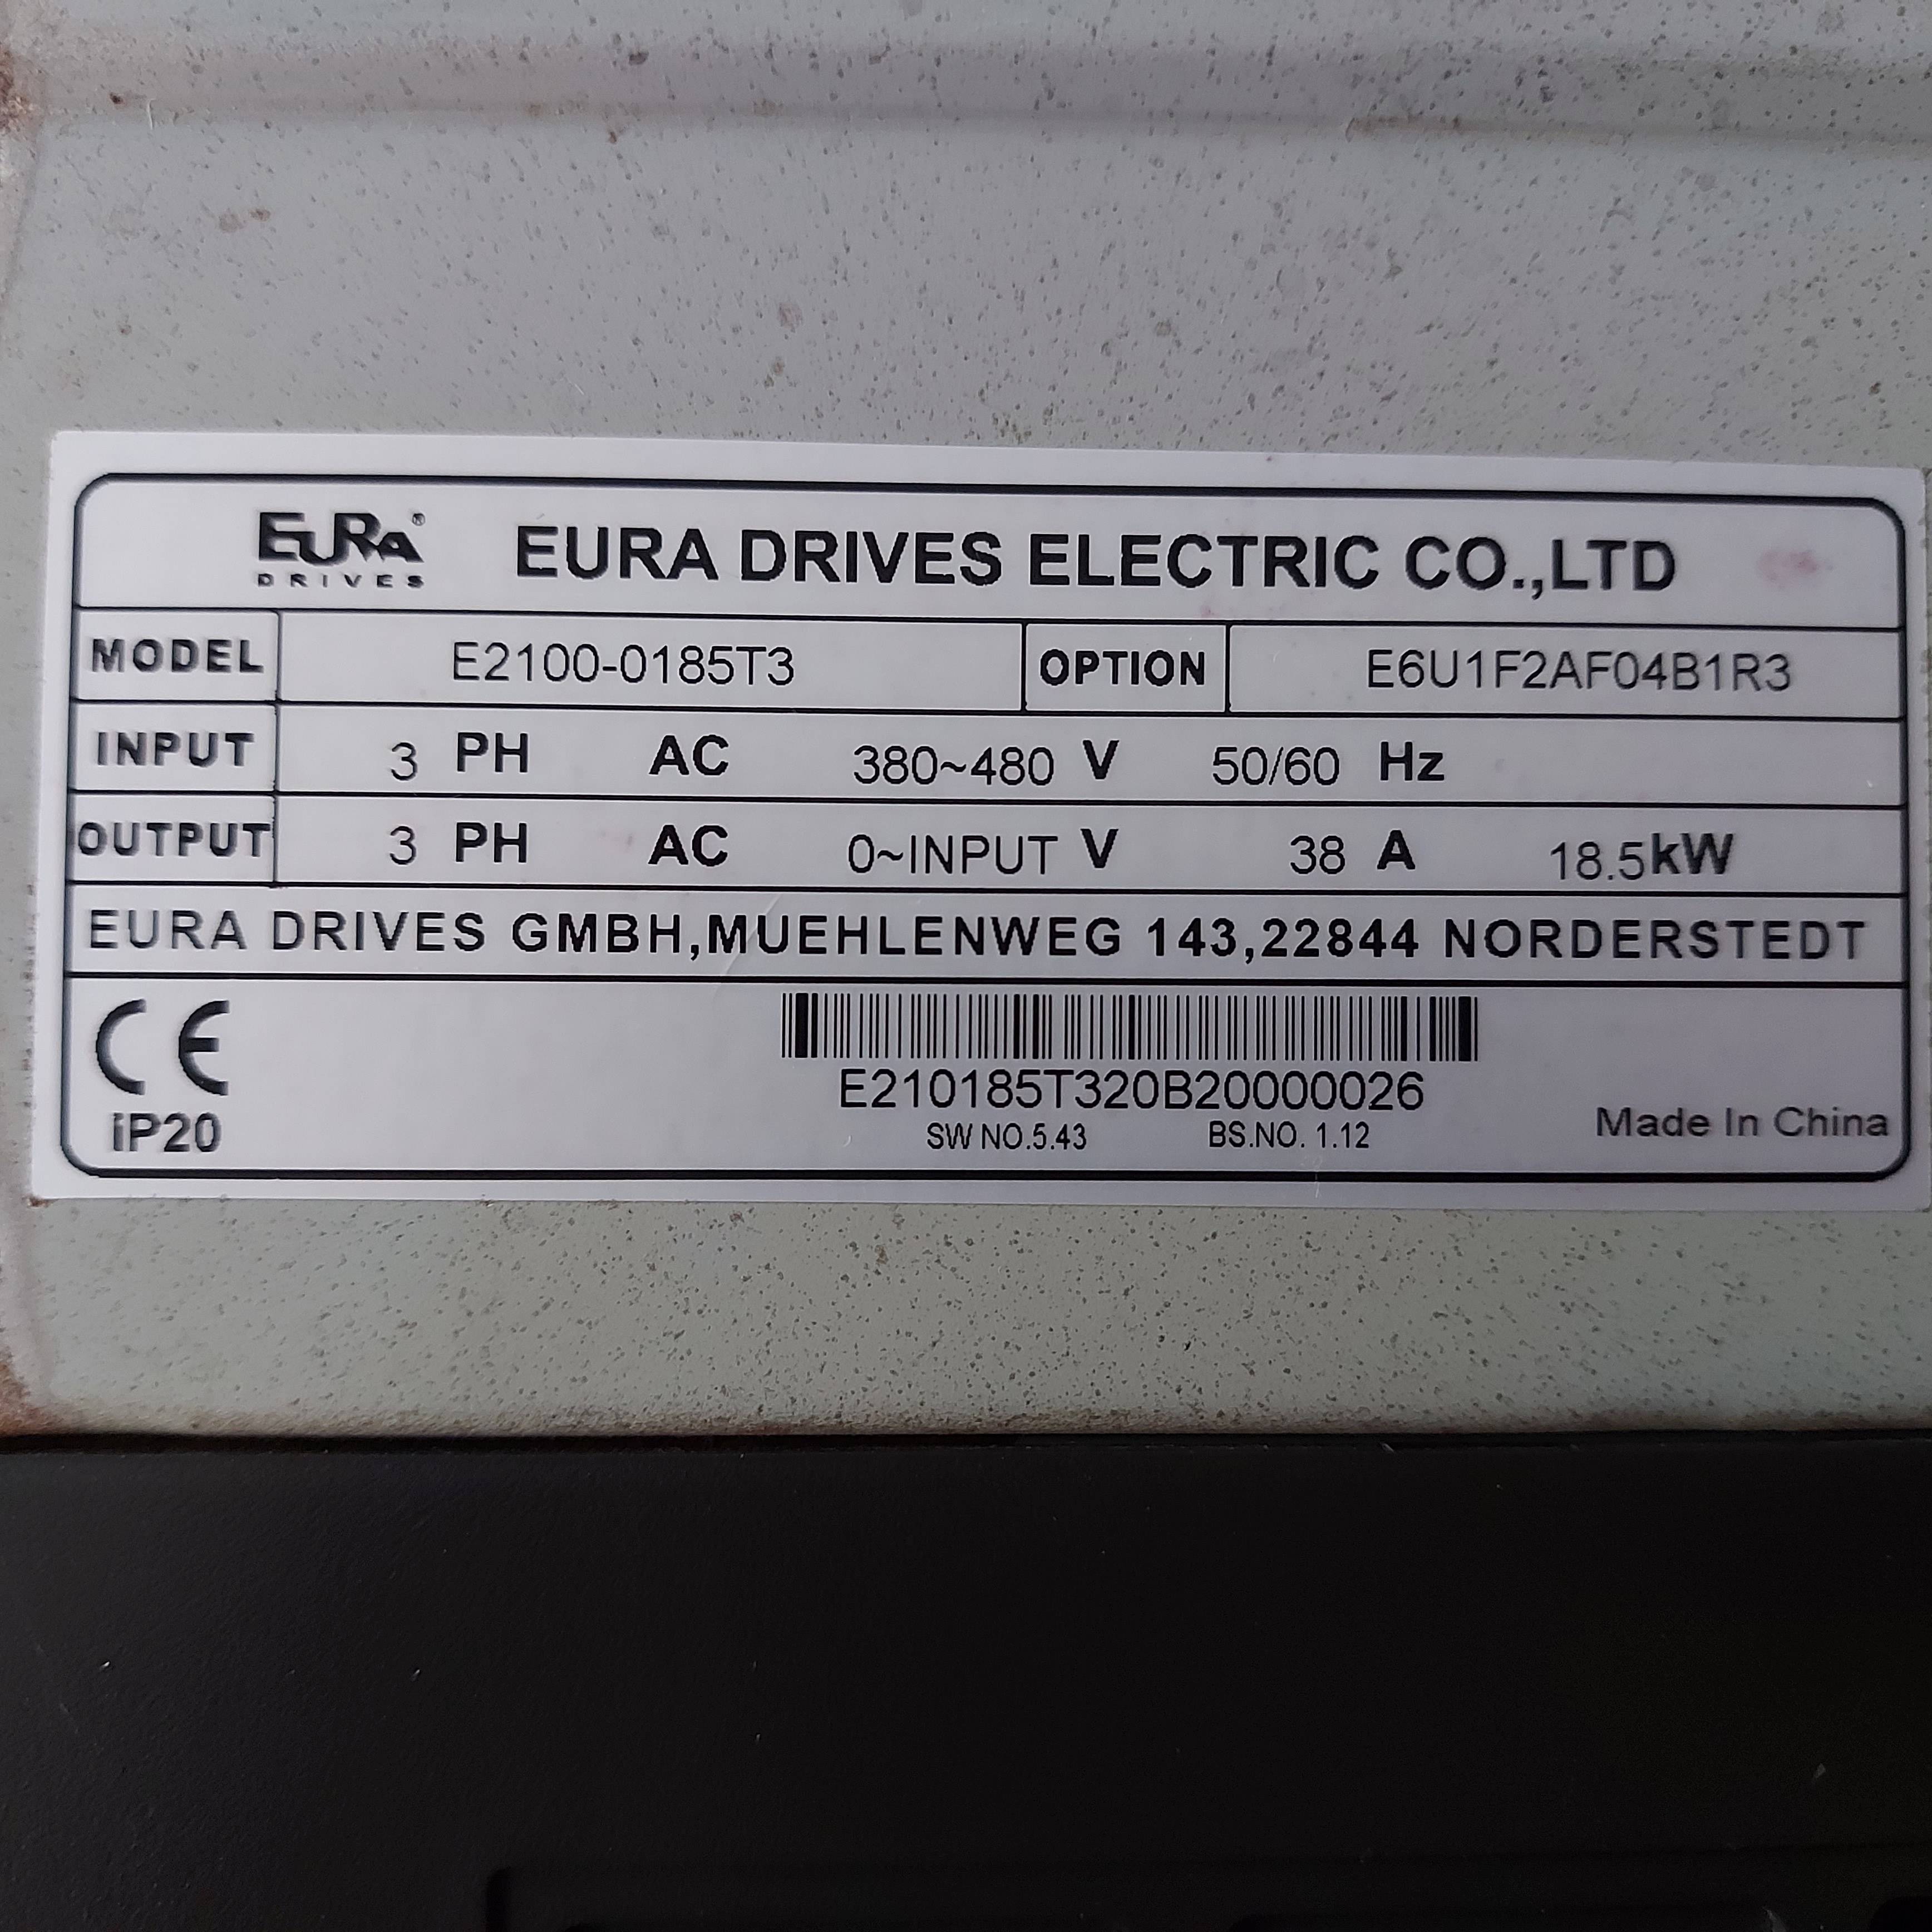 EURA® DRIVES EURA DRIVES ELECTRIC CO.,LTD
MODEL E2100-0185T3 OPTION E6U1F2AF04B1R3
INPUT 3 PH AC 380~480 V 50/60 Hz
OUTPUT 3 PH AC 0~INPUT V 38 A 18.5kW
EURA DRIVES GMBH,MUEHLENWEG 143,22844 NORDERSTEDT
CE
E210185T320B20000026
iP20 SW NO.5.43 BS.NO. 1.12 Made In China